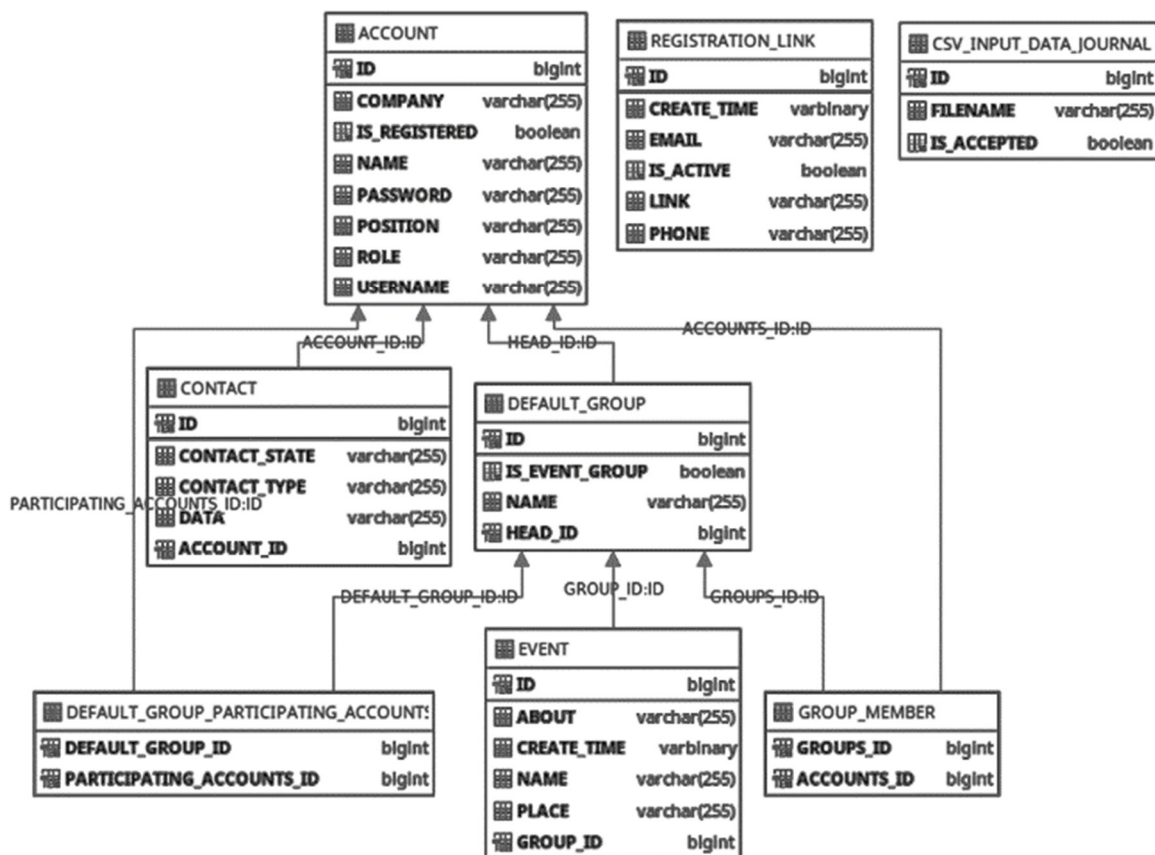 ACCOUNT
ID bigint
COMPANY varchar(255)
IS_REGISTERED boolean
NAME varchar(255)
PASSWORD varchar(255)
POSITION varchar(255)
ROLE varchar(255)
USERNAME varchar(255)
REGISTRATION_LINK
ID bigint
CREATE_TIME varbinary
EMAIL varchar(255)
IS_ACTIVE boolean
LINK varchar(255)
PHONE varchar(255)
CSV_INPUT_DATA_JOURNAL
ID bigint
FILENAME varchar(255)
IS_ACCEPTED boolean
ACCOUNT_ID:ID
HEAD_ID:ID
ACCOUNTS_ID:ID
CONTACT
ID bigint
CONTACT_STATE varchar(255)
CONTACT_TYPE varchar(255)
PARTICIPATING_ACCOUNTS_ID:ID
DATA varchar(255)
ACCOUNT_ID bigint
DEFAULT_GROUP
ID bigint
IS_EVENT_GROUP boolean
NAME varchar(255)
HEAD_ID bigint
DEFAULT_GROUP_ID:ID
GROUP_ID:ID
GROUPS_ID:ID
DEFAULT_GROUP_PARTICIPATING_ACCOUNTS
DEFAULT_GROUP_ID bigint
PARTICIPATING_ACCOUNTS_ID bigint
EVENT
ID bigint
ABOUT varchar(255)
CREATE_TIME varbinary
NAME varchar(255)
PLACE varchar(255)
GROUP_ID bigint
GROUP_MEMBER
GROUPS_ID bigint
ACCOUNTS_ID bigint